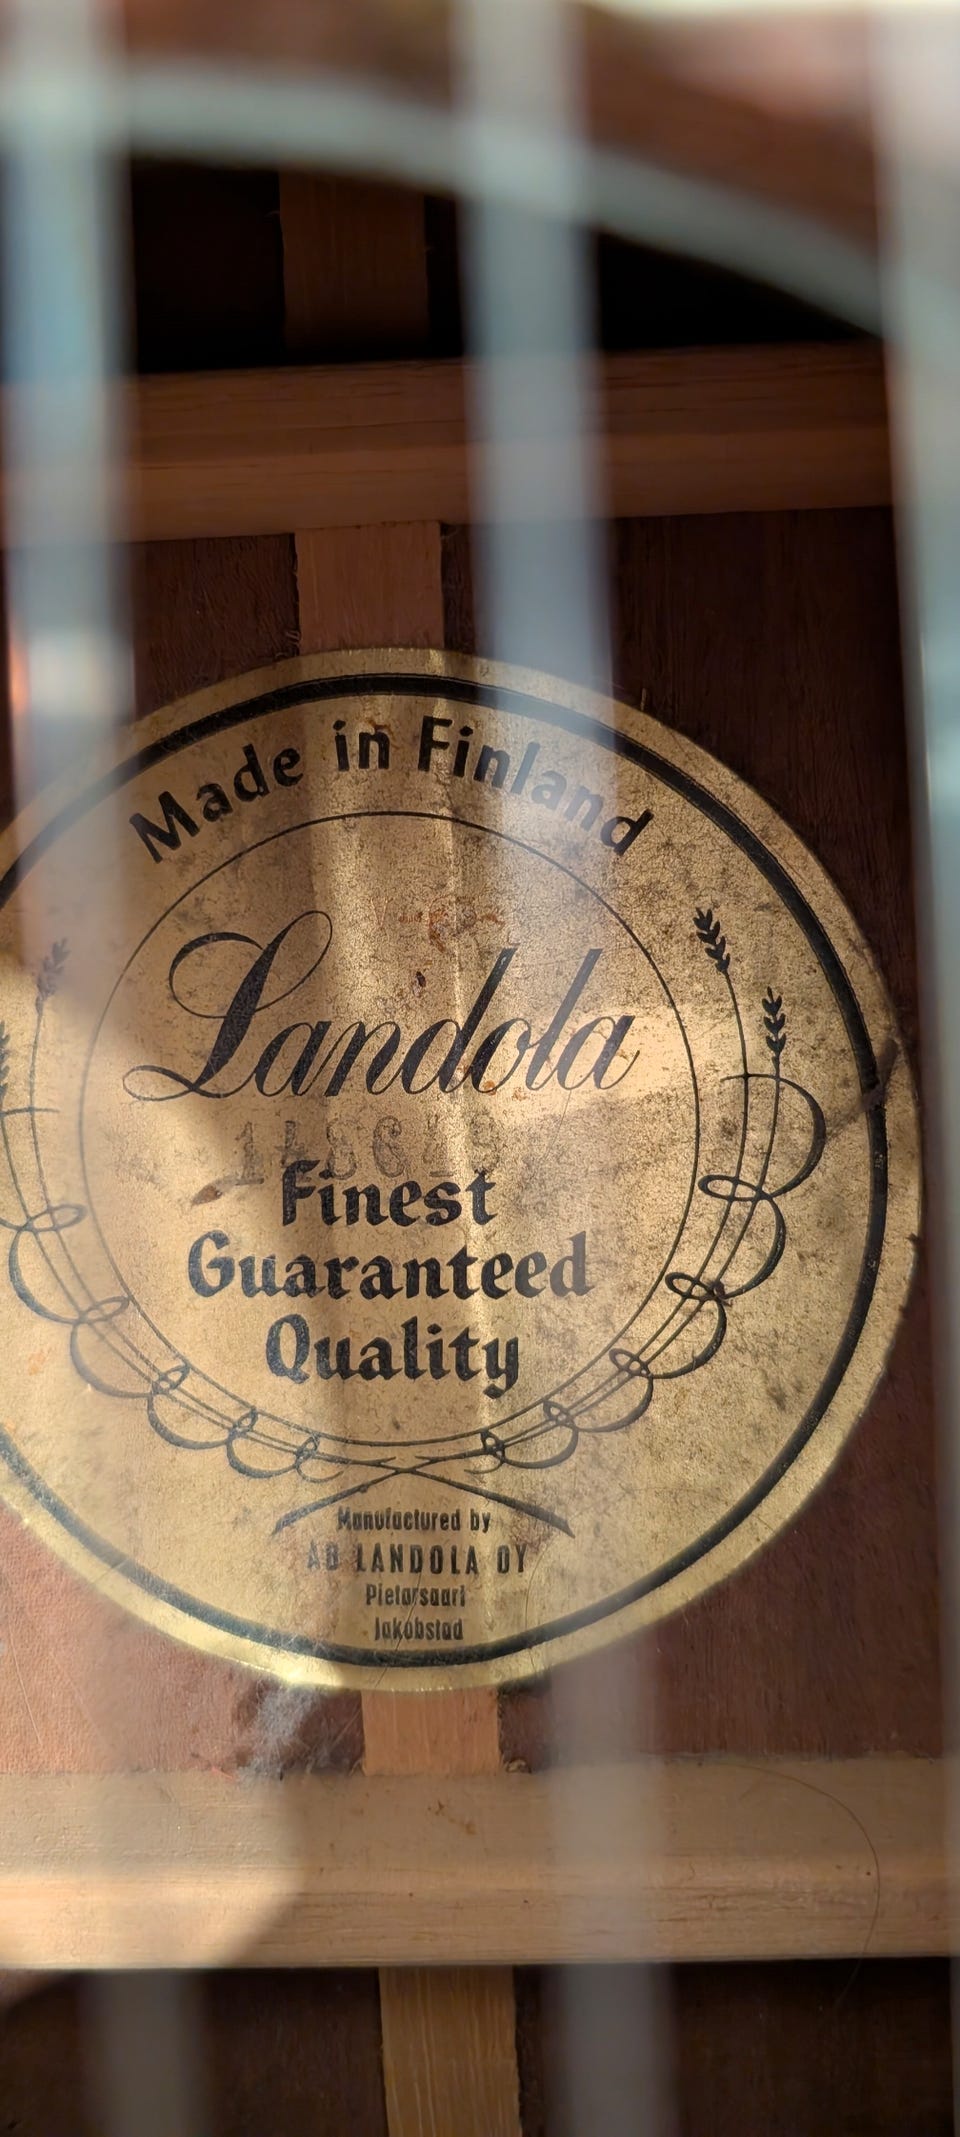 Made in Finland
Landola
Finest
Guaranteed
Quality
Manufactured by
AB LANDOLA OY
Pietarsaari
Jakobstad